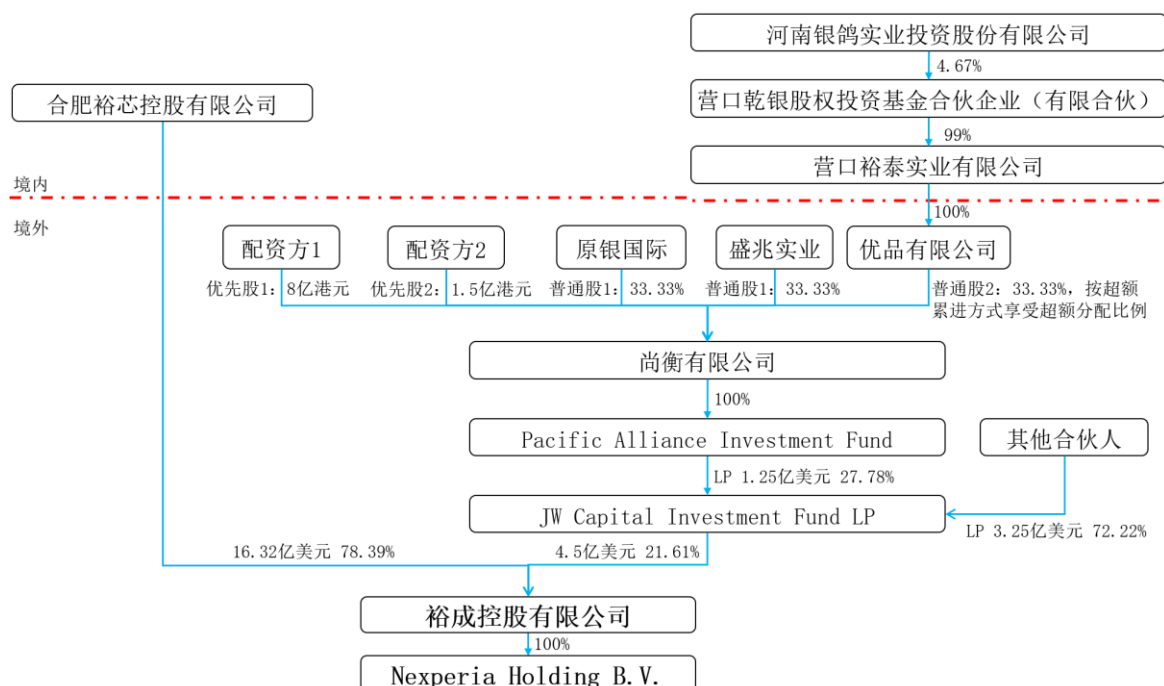 河南银鸽实业投资股份有限公司
4.67%
合肥裕芯控股有限公司
营口乾银股权投资基金合伙企业（有限合伙）
99%
营口裕泰实业有限公司
境内
100%
境外
配资方1
配资方2
原银国际
盛兆实业
优品有限公司
优先股1：8亿港元
优先股2：1.5亿港元
普通股1：33.33%
普通股1：33.33%
普通股2：33.33%，按超额
累进方式享受超额分配比例
尚衡有限公司
100%
Pacific Alliance Investment Fund
其他合伙人
LP 1.25亿美元 27.78%
JW Capital Investment Fund LP
LP 3.25亿美元 72.22%
16.32亿美元 78.39%
4.5亿美元 21.61%
裕成控股有限公司
100%
Nexperia Holding B.V.